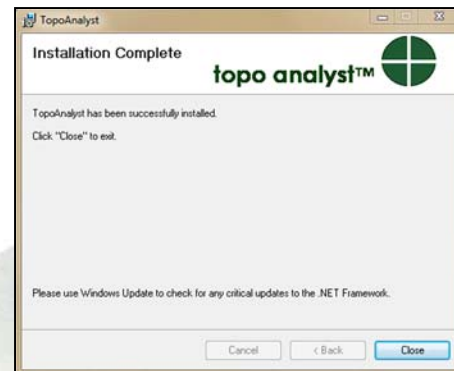 TopoAnalyst
Installation Complete
topo analyst™
TopoAnalyst has been successfully installed.
Click "Close" to exit.
Please use Windows Update to check for any critical updates to the .NET Framework.
Cancel
< Back
Close